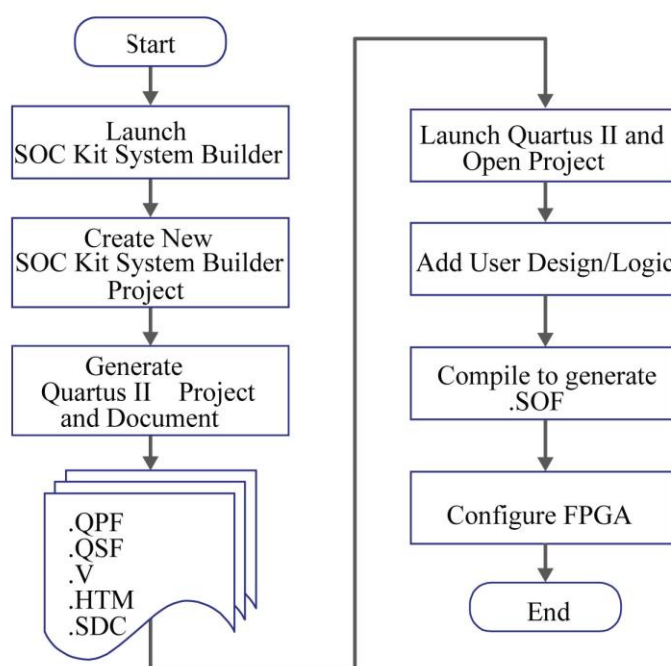 Start
Launch
SOC Kit System Builder
Create New
SOC Kit System Builder
Project
Generate
Quartus II Project
and Document
.QPF
.QSF
.V
.HTM
.SDC
Launch Quartus II and
Open Project
Add User Design/Logic
Compile to generate
.SOF
Configure FPGA
End